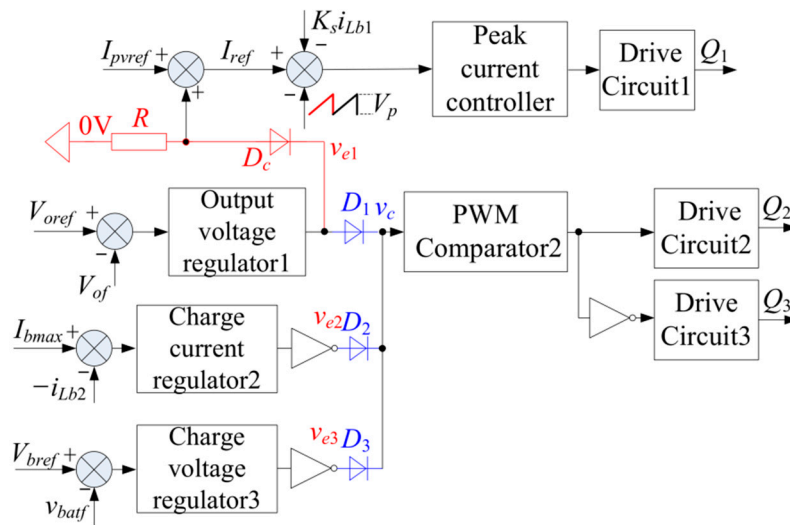 K_s i_Lb1
I_pvref + I_ref + −
+ −
V_p
Peak
current
controller
Drive
Circuit1
Q_1
0V R
D_c v_e1
V_oref +
−
V_of
Output
voltage
regulator1
D_1 v_c
PWM
Comparator2
Drive
Circuit2
Q_2
Drive
Circuit3
Q_3
I_bmax +
−
−i_Lb2
Charge
current
regulator2
v_e2 D_2
V_bref +
−
v_batf
Charge
voltage
regulator3
v_e3 D_3